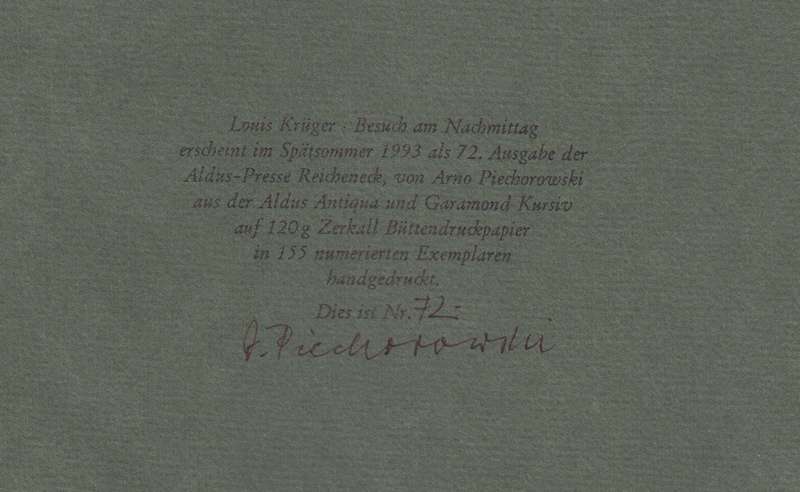 Louis Krüger · Besuch am Nachmittag
erscheint im Spätsommer 1993 als 72. Ausgabe der
Aldus-Presse Reicheneck, von Arno Piechorowski
aus der Aldus Antiqua und Garamond Kursiv
auf 120g Zerkall Büttendruckpapier
in 155 numerierten Exemplaren
handgedruckt.
Dies ist Nr. 72-
A. Piechorowski